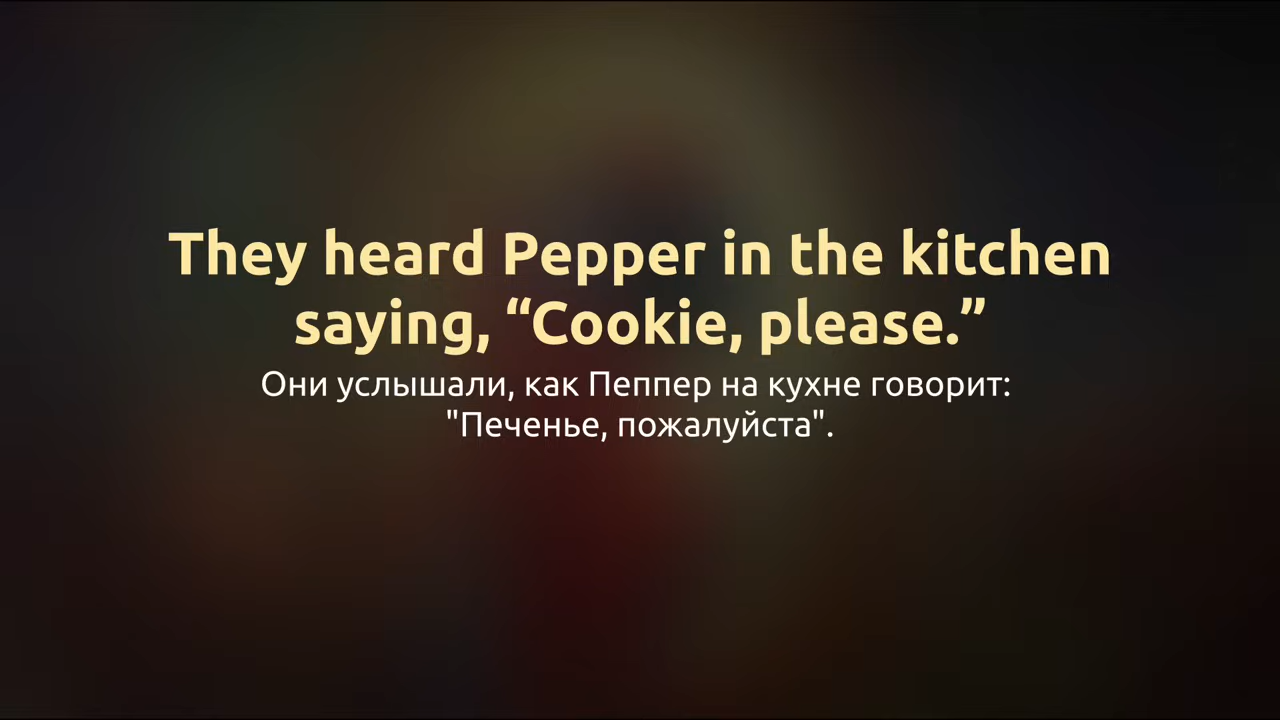 They heard Pepper in the kitchen
saying, “Cookie, please.”
Они услышали, как Пеппер на кухне говорит:
"Печенье, пожалуйста".